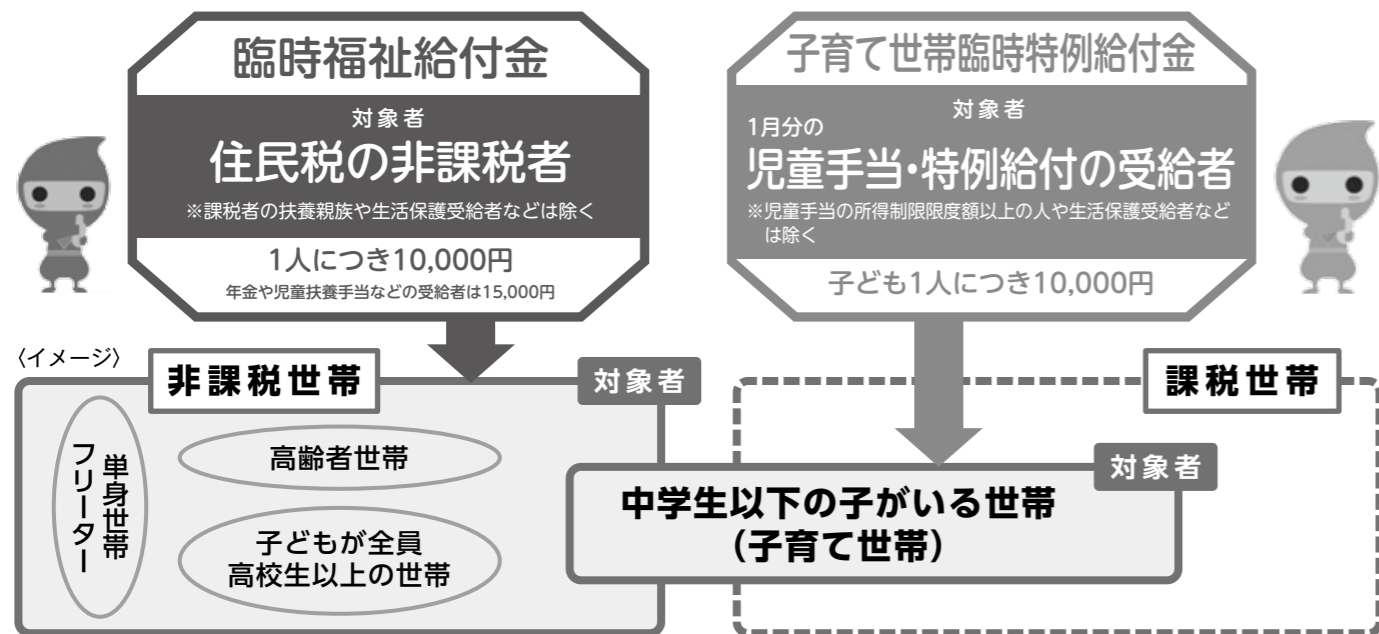 臨時福祉給付金
対象者
住民税の非課税者
※課税者の扶養親族や生活保護受給者などは除く
1人につき10,000円
年金や児童扶養手当などの受給者は15,000円
子育て世帯臨時特例給付金
対象者
1月分の
児童手当・特例給付の受給者
※児童手当の所得制限限度額以上の人や生活保護受給者など
は除く
子ども1人につき10,000円
〈イメージ〉
非課税世帯
対象者
単身世帯
フリーター
高齢者世帯
子どもが全員
高校生以上の世帯
課税世帯
対象者
中学生以下の子がいる世帯
(子育て世帯)